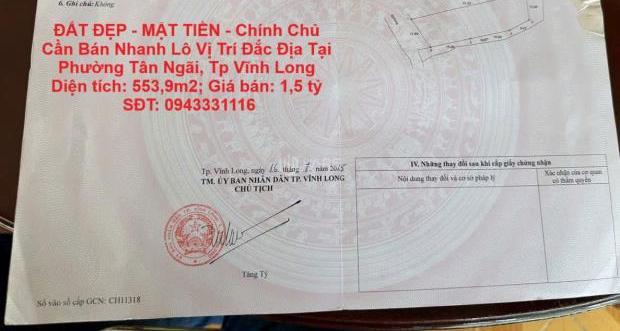 6. Ghi chú: Không
ĐẤT ĐẸP - MẶT TIỀN - Chính Chủ
Cần Bán Nhanh Lô Vị Trí Đắc Địa Tại
Phường Tân Ngãi, Tp Vĩnh Long
Diện tích: 553,9m2; Giá bán: 1,5 tỷ
SĐT: 0943331116
Tp. Vĩnh Long, ngày 16 tháng 7 năm 2015
TM. ỦY BAN NHÂN DÂN TP. VĨNH LONG
CHỦ TỊCH
Tăng Tý
Số vào sổ cấp GCN: CH11318
IV. Những thay đổi sau khi cấp giấy chứng nhận
Nội dung thay đổi và cơ sở pháp lý
Xác nhận của cơ quan
có thẩm quyền